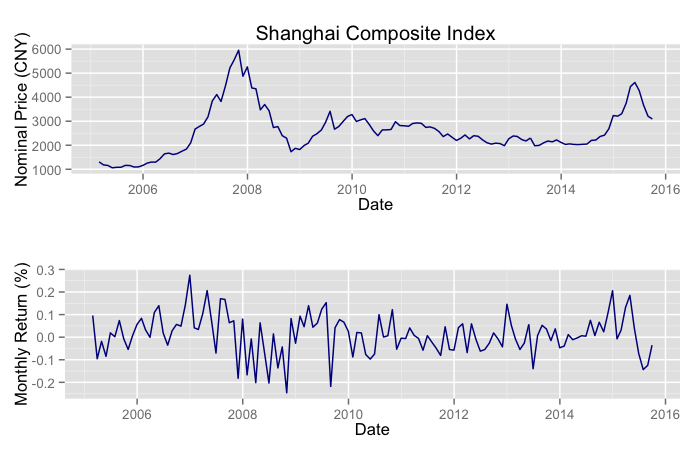 Shanghai Composite Index
Nominal Price (CNY)
6000
5000
4000
3000
2000
1000
2006 2008 2010 2012 2014 2016
Date
Monthly Return (%)
0.3
0.2
0.1
0.0
-0.1
-0.2
2006 2008 2010 2012 2014 2016
Date